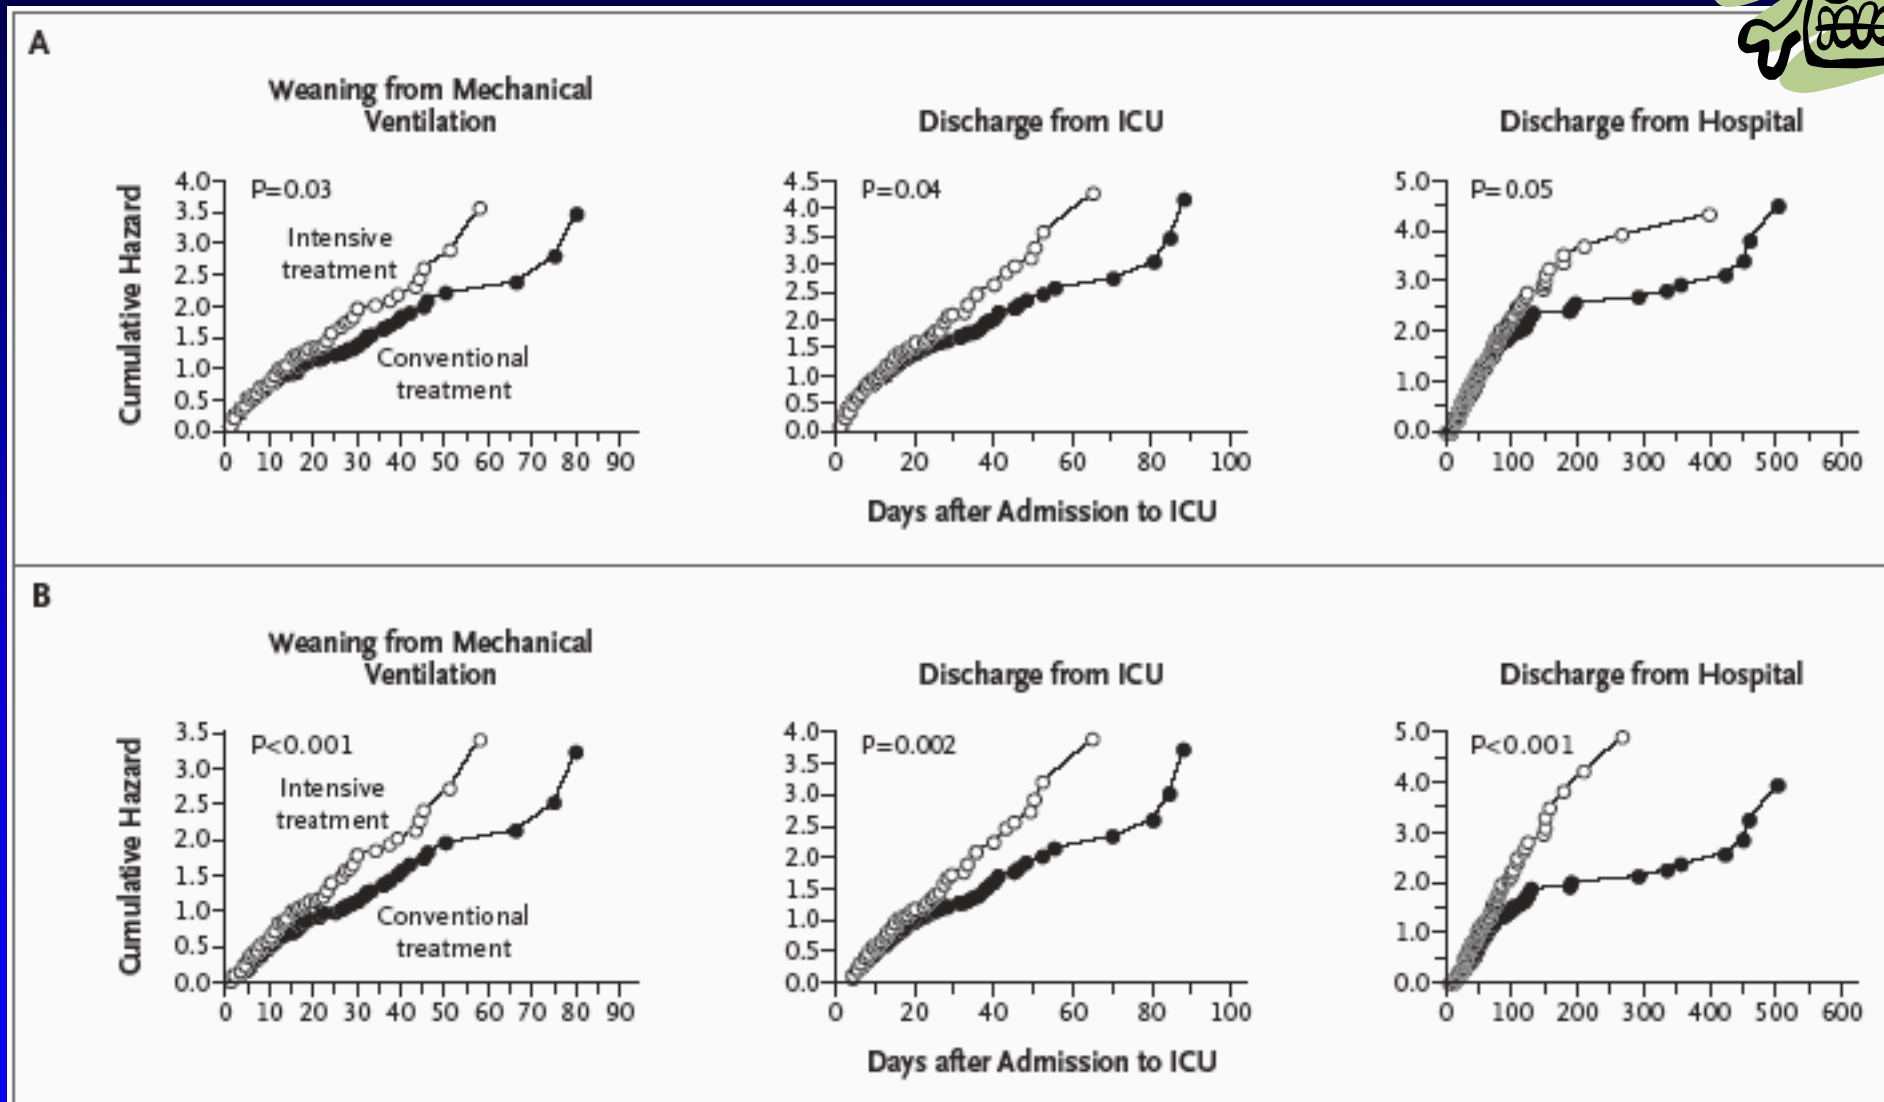 A
Weaning from Mechanical
Ventilation
Discharge from ICU
Discharge from Hospital
Cumulative Hazard
4.0
3.5
3.0
2.5
2.0
1.5
1.0
0.5
0.0
P=0.03
Intensive
treatment
Conventional
treatment
0 10 20 30 40 50 60 70 80 90
4.5
4.0
3.5
3.0
2.5
2.0
1.5
1.0
0.5
0.0
P=0.04
0 20 40 60 80 100
5.0
4.0
3.0
2.0
1.0
0.0
P=0.05
0 100 200 300 400 500 600
Days after Admission to ICU
B
Weaning from Mechanical
Ventilation
Discharge from ICU
Discharge from Hospital
Cumulative Hazard
3.5
3.0
2.5
2.0
1.5
1.0
0.5
0.0
P<0.001
Intensive
treatment
Conventional
treatment
0 10 20 30 40 50 60 70 80 90
4.0
3.5
3.0
2.5
2.0
1.5
1.0
0.5
0.0
P=0.002
0 20 40 60 80 100
5.0
4.0
3.0
2.0
1.0
0.0
P<0.001
0 100 200 300 400 500 600
Days after Admission to ICU